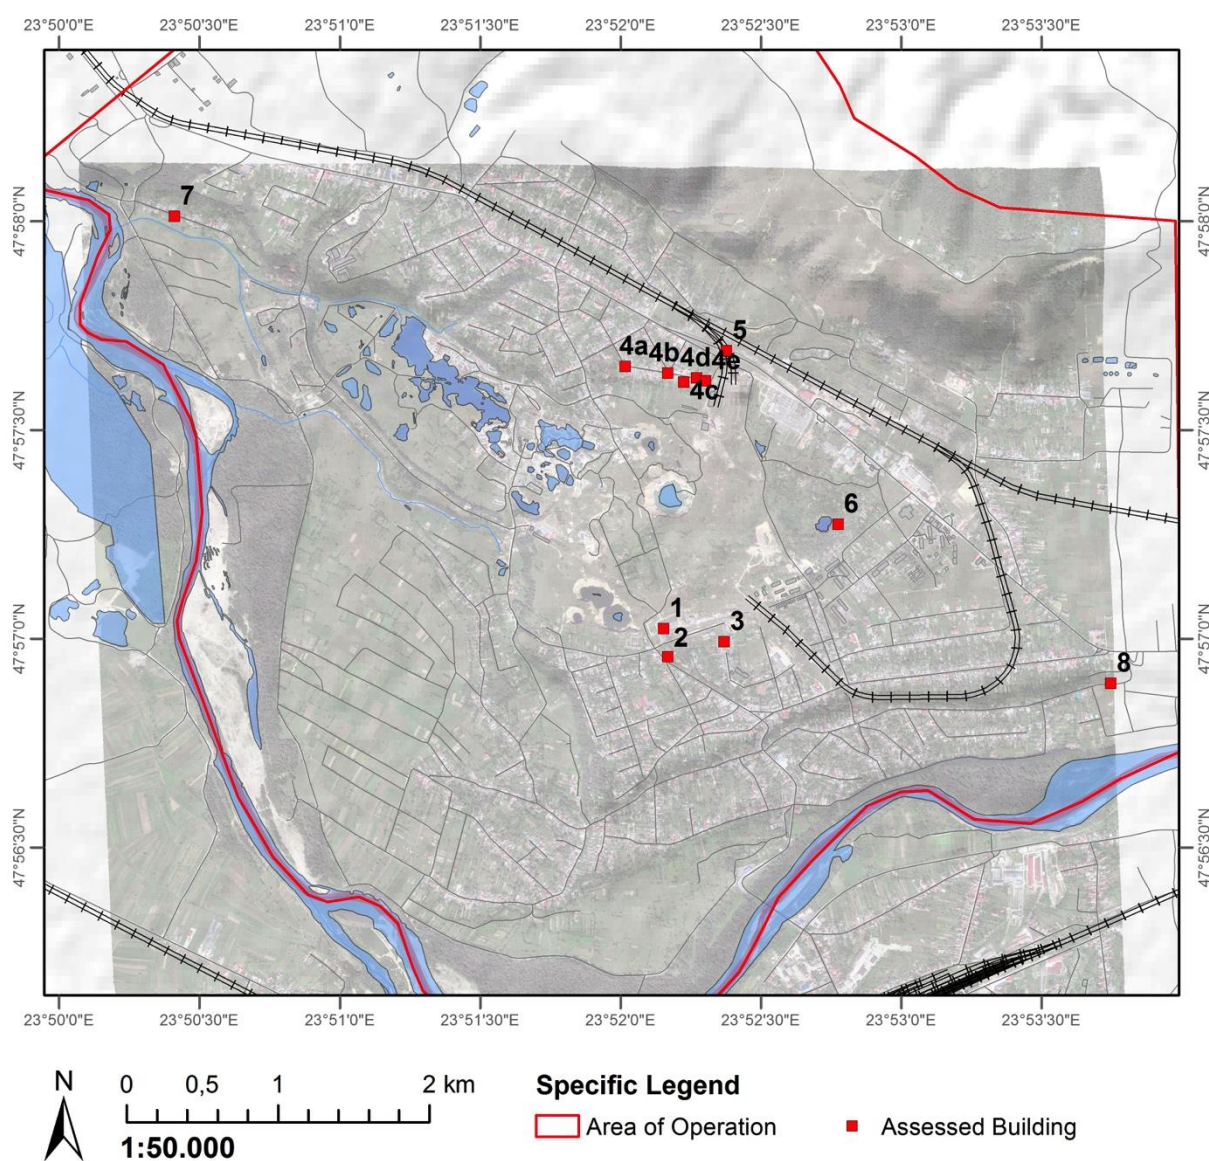 23°50'0"E 23°50'30"E 23°51'0"E 23°51'30"E 23°52'0"E 23°52'30"E 23°53'0"E 23°53'30"E
47°58'0"N 7 47°58'0"N
5
4a 4b 4d 4e
4c
47°57'30"N 47°57'30"N
6
1
3
47°57'0"N 2 47°57'0"N
8
47°56'30"N 47°56'30"N
23°50'0"E 23°50'30"E 23°51'0"E 23°51'30"E 23°52'0"E 23°52'30"E 23°53'0"E 23°53'30"E
N 0 0,5 1 2 km
1:50.000
Specific Legend
Area of Operation Assessed Building